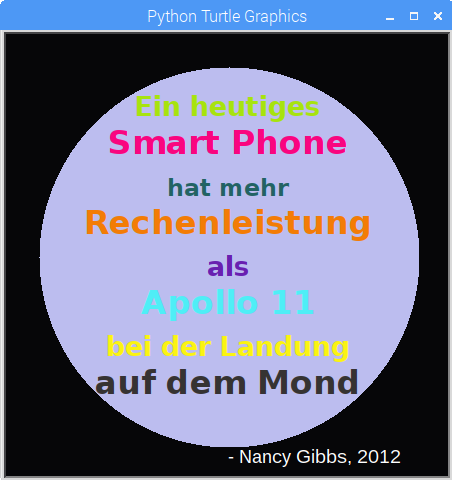 Python Turtle Graphics
Ein heutiges
Smart Phone
hat mehr
Rechenleistung
als
Apollo 11
bei der Landung
auf dem Mond
- Nancy Gibbs, 2012